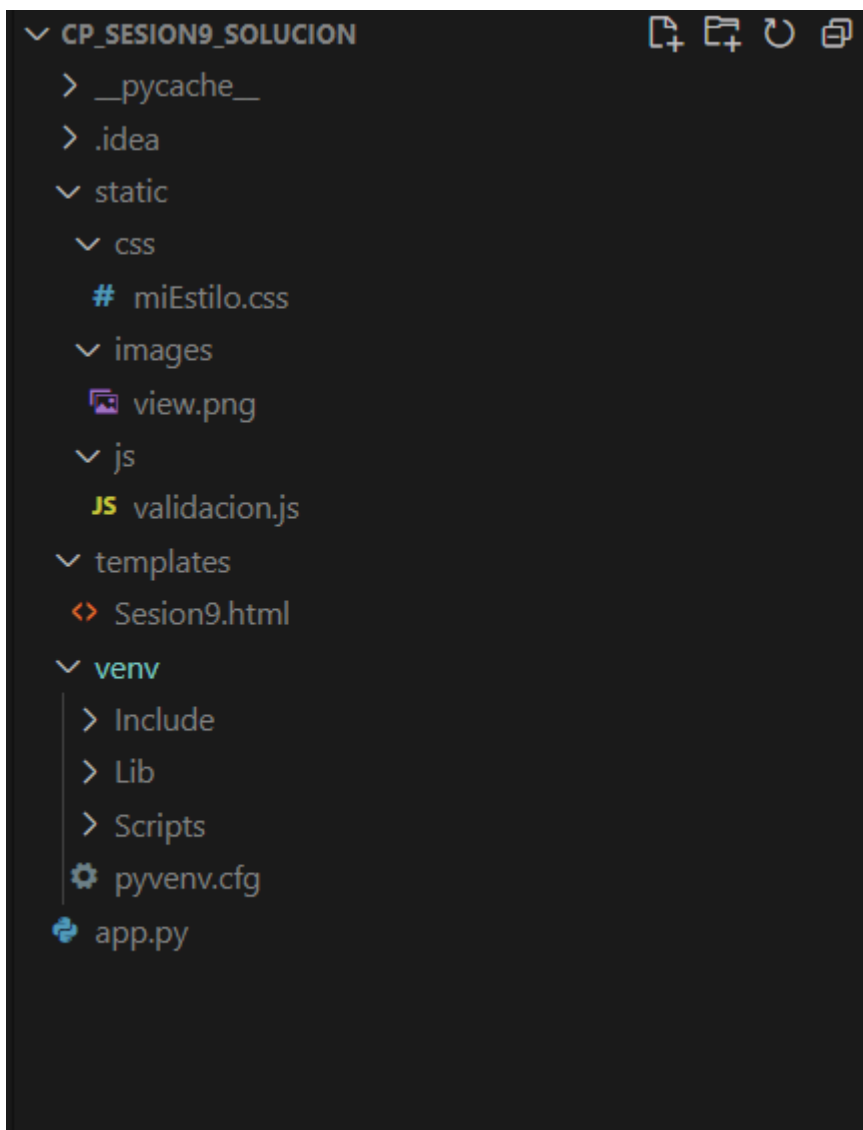 CP_SESION9_SOLUCION
__pycache__
.idea
static
css
# miEstilo.css
images
view.png
js
JS validacion.js
templates
<> Sesion9.html
venv
Include
Lib
Scripts
pyvenv.cfg
app.py